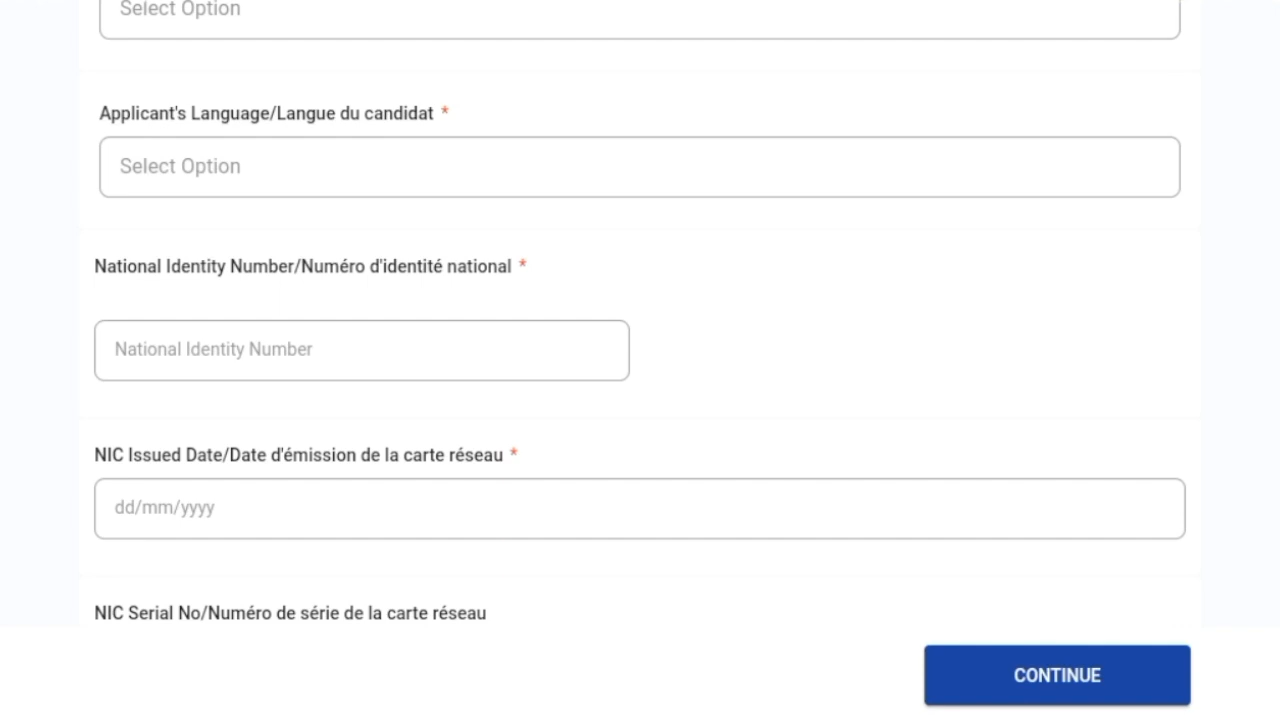 Select Option
Applicant's Language/Langue du candidat *
Select Option
National Identity Number/Numéro d'identité national *
National Identity Number
NIC Issued Date/Date d'émission de la carte réseau *
dd/mm/yyyy
NIC Serial No/Numéro de série de la carte réseau
CONTINUE